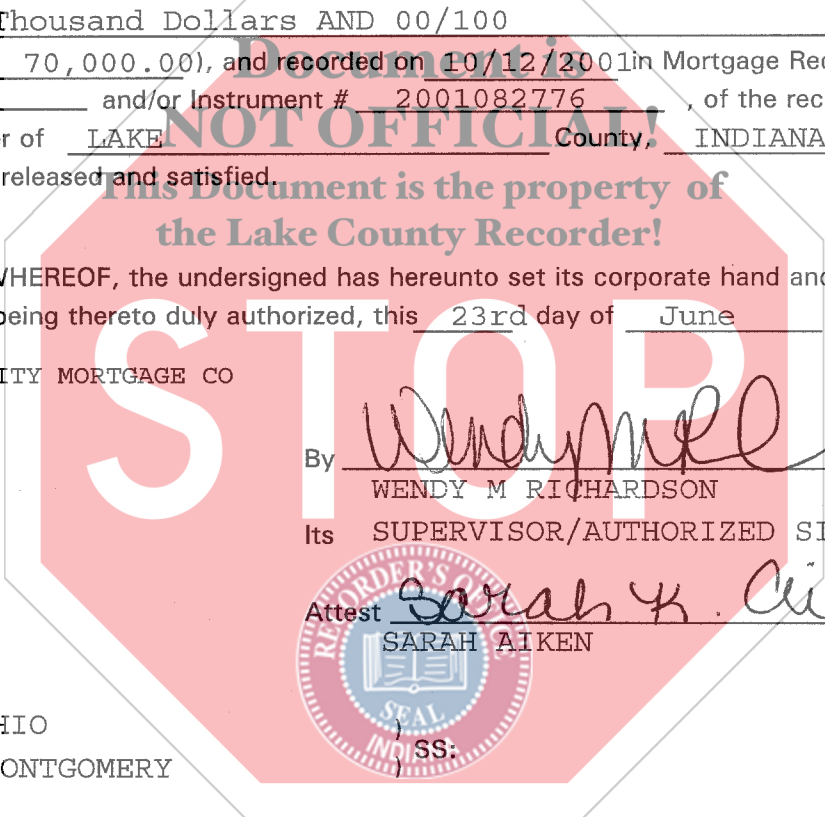 Thousand Dollars AND 00/100
Document is
70,000.00), and recorded on 10/12/2001 in Mortgage Rec
and/or Instrument # 2001082776 , of the rec
NOT OFFICIAL!
r of LAKE County, INDIANA
released and satisfied.
This Document is the property of
the Lake County Recorder!
WHEREOF, the undersigned has hereunto set its corporate hand and
being thereto duly authorized, this 23rd day of June
STOP
ITY MORTGAGE CO
By Wendy M
WENDY M RICHARDSON
Its SUPERVISOR/AUTHORIZED SI
Attest Sarah K. Ai
SARAH AIKEN
RECORDER'S OFFICE
SEAL
INDIANA
HIO
) SS:
ONTGOMERY )